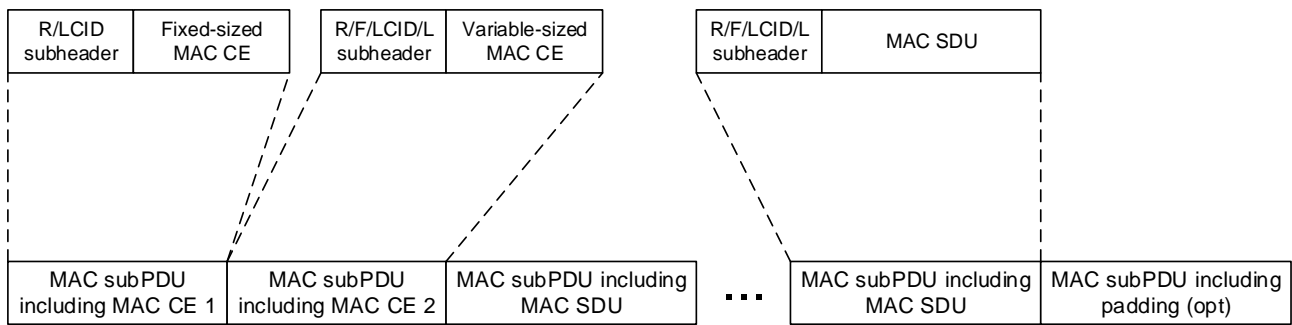 R/LCID
subheader
Fixed-sized
MAC CE
R/F/LCID/L
subheader
Variable-sized
MAC CE
R/F/LCID/L
subheader
MAC SDU
MAC subPDU
including MAC CE 1
MAC subPDU
including MAC CE 2
MAC subPDU including
MAC SDU
...
MAC subPDU including
MAC SDU
MAC subPDU including
padding (opt)